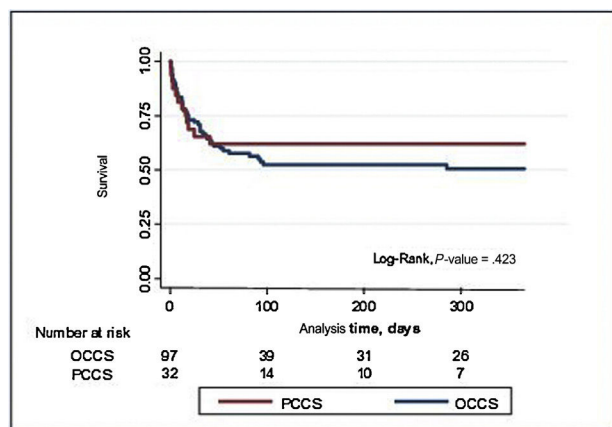 1.00
0.75
0.50
0.25
0.00
Survival
Log-Rank, P-value = .423
0 100 200 300
Analysis time, days
Number at risk
OCCS 97 39 31 26
PCCS 32 14 10 7
PCCS OCCS